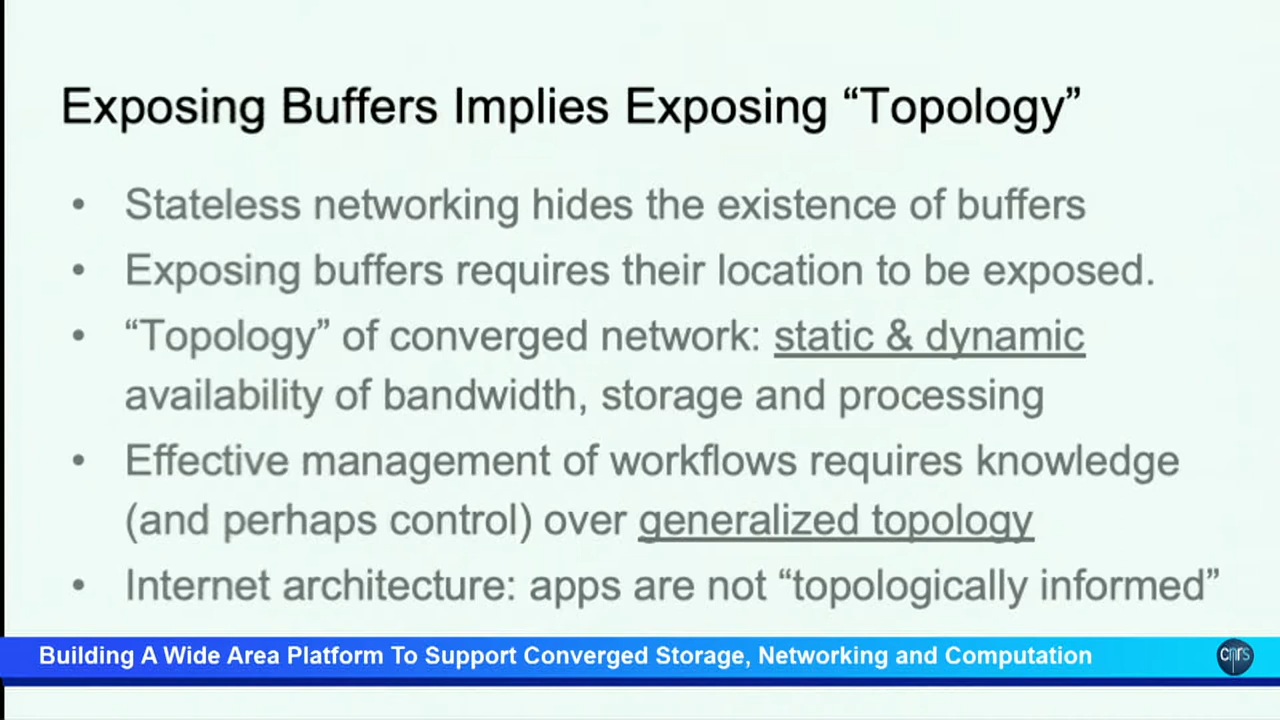 Exposing Buffers Implies Exposing “Topology”
• Stateless networking hides the existence of buffers
• Exposing buffers requires their location to be exposed.
• “Topology” of converged network: static & dynamic
availability of bandwidth, storage and processing
• Effective management of workflows requires knowledge
(and perhaps control) over generalized topology
• Internet architecture: apps are not “topologically informed”
Building A Wide Area Platform To Support Converged Storage, Networking and Computation
cnrs